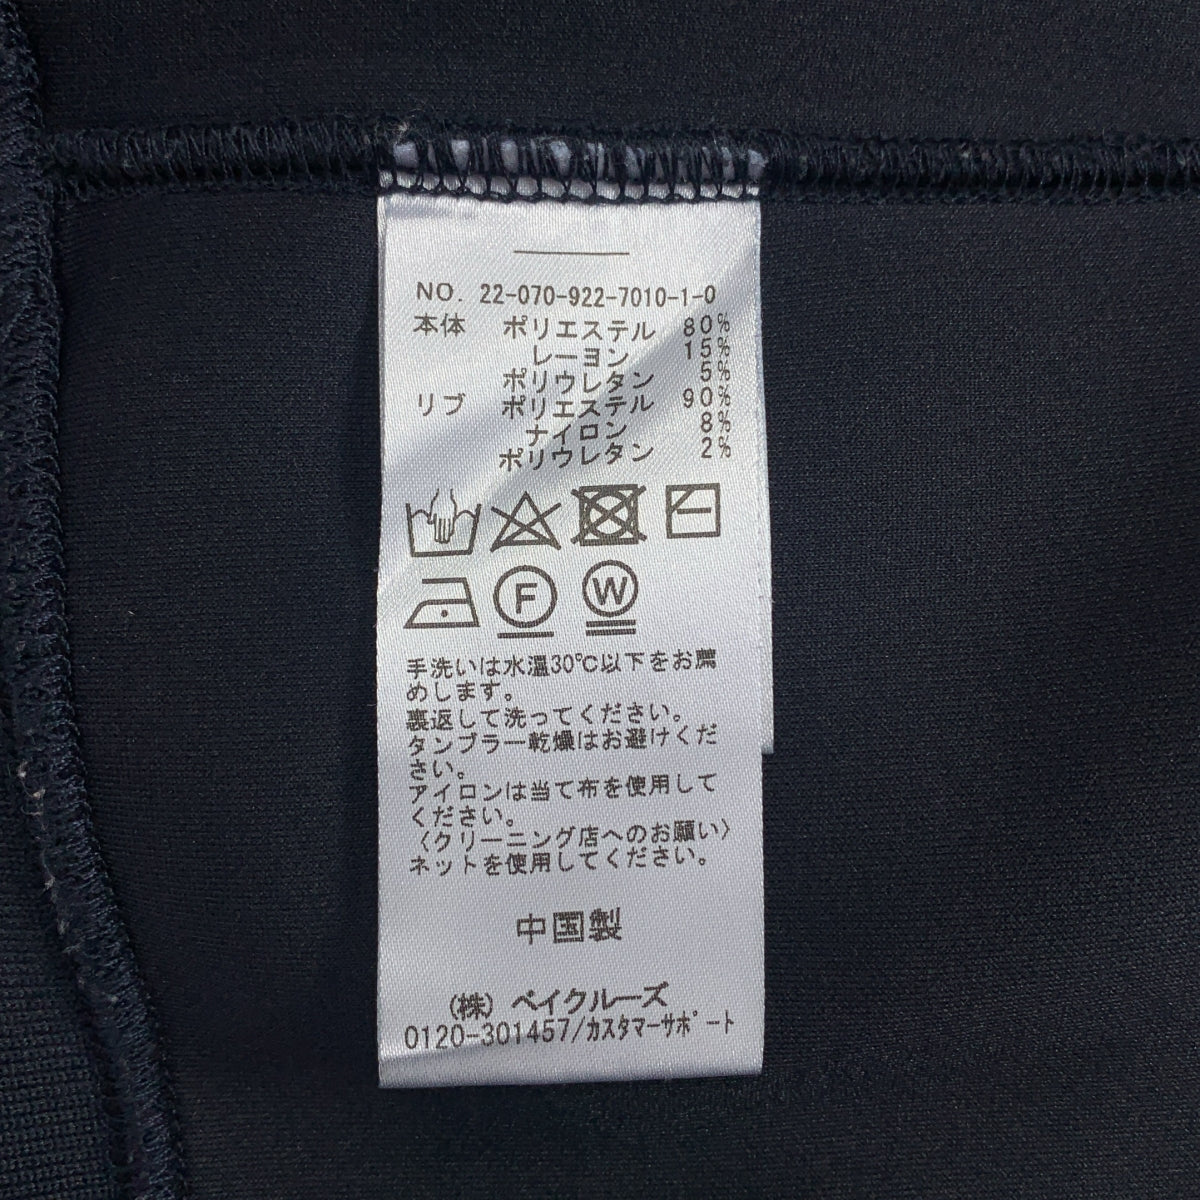 NO. 22-070-922-7010-1-0
本体 ポリエステル 80%
レーヨン 15%
ポリウレタン 5%
リブ ポリエステル 90%
ナイロン 8%
ポリウレタン 2%
F W
手洗いは水温30℃以下をお薦
めします。
裏返して洗ってください。
タンブラー乾燥はお避けくだ
さい。
アイロンは当て布を使用して
ください。
〈クリーニング店へのお願い〉
ネットを使用してください。
中国製
(株) ベイクルーズ
0120-301457/ｶｽﾀﾏｰｻﾎﾟｰﾄ